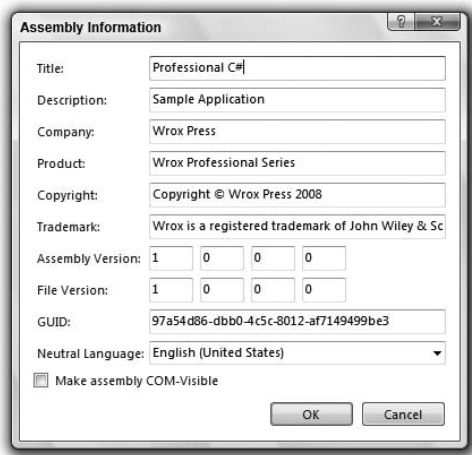 Assembly Information
Title: Professional C#
Description: Sample Application
Company: Wrox Press
Product: Wrox Professional Series
Copyright: Copyright © Wrox Press 2008
Trademark: Wrox is a registered trademark of John Wiley & Sc
Assembly Version: 1 0 0 0
File Version: 1 0 0 0
GUID: 97a54d86-dbb0-4c5c-8012-af7149499be3
Neutral Language: English (United States)
Make assembly COM-Visible
OK Cancel